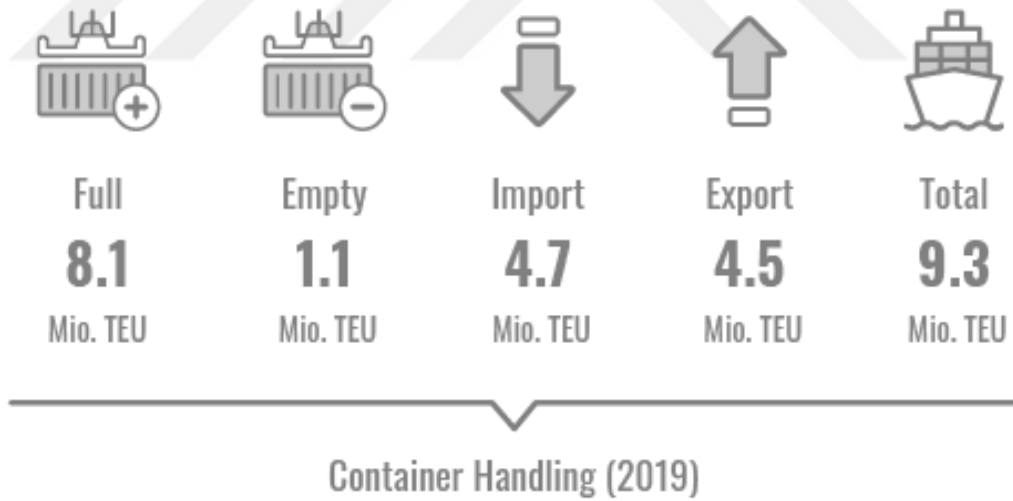 Full Empty Import Export Total
8.1 1.1 4.7 4.5 9.3
Mio. TEU Mio. TEU Mio. TEU Mio. TEU Mio. TEU
Container Handling (2019)